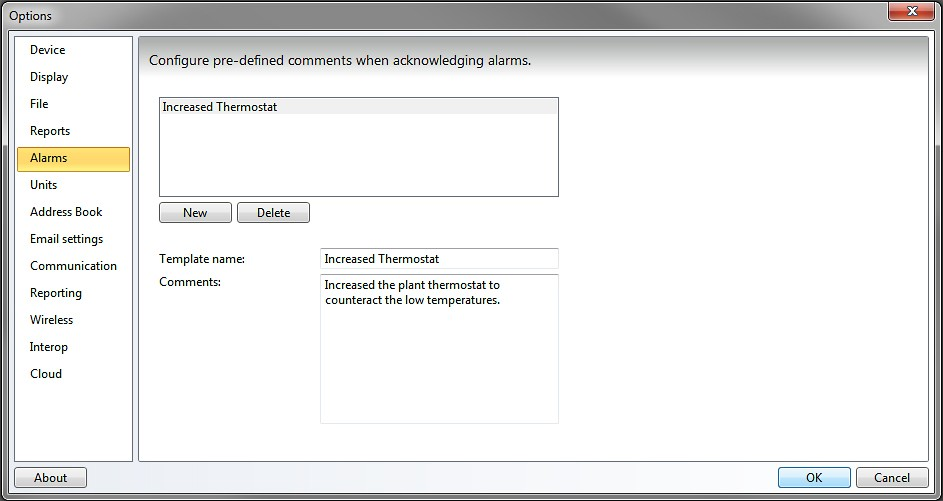 Options
Device
Display
File
Reports
Alarms
Units
Address Book
Email settings
Communication
Reporting
Wireless
Interop
Cloud
Configure pre-defined comments when acknowledging alarms.
Increased Thermostat
New
Delete
Template name:
Increased Thermostat
Comments:
Increased the plant thermostat to
counteract the low temperatures.
About
OK
Cancel